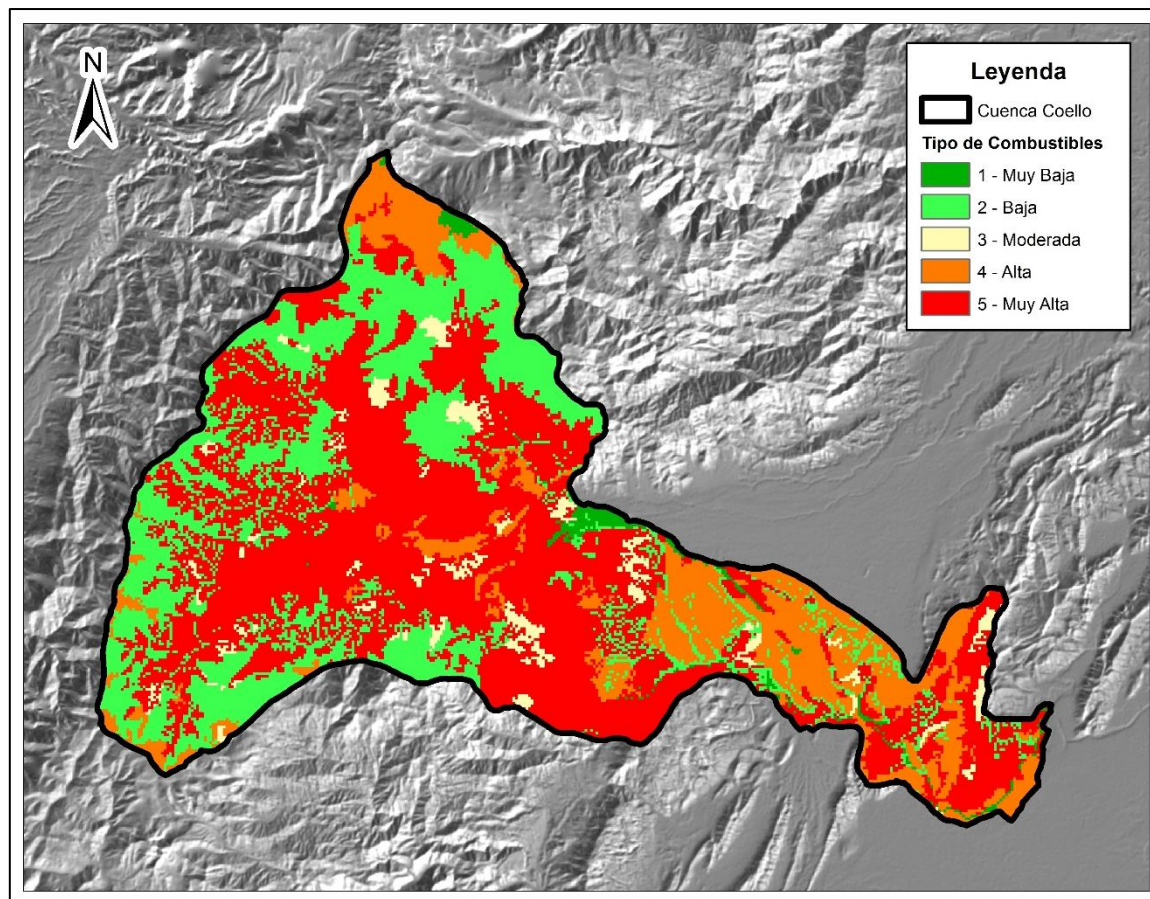 N
Leyenda
Cuenca Coello
Tipo de Combustibles
1 - Muy Baja
2 - Baja
3 - Moderada
4 - Alta
5 - Muy Alta